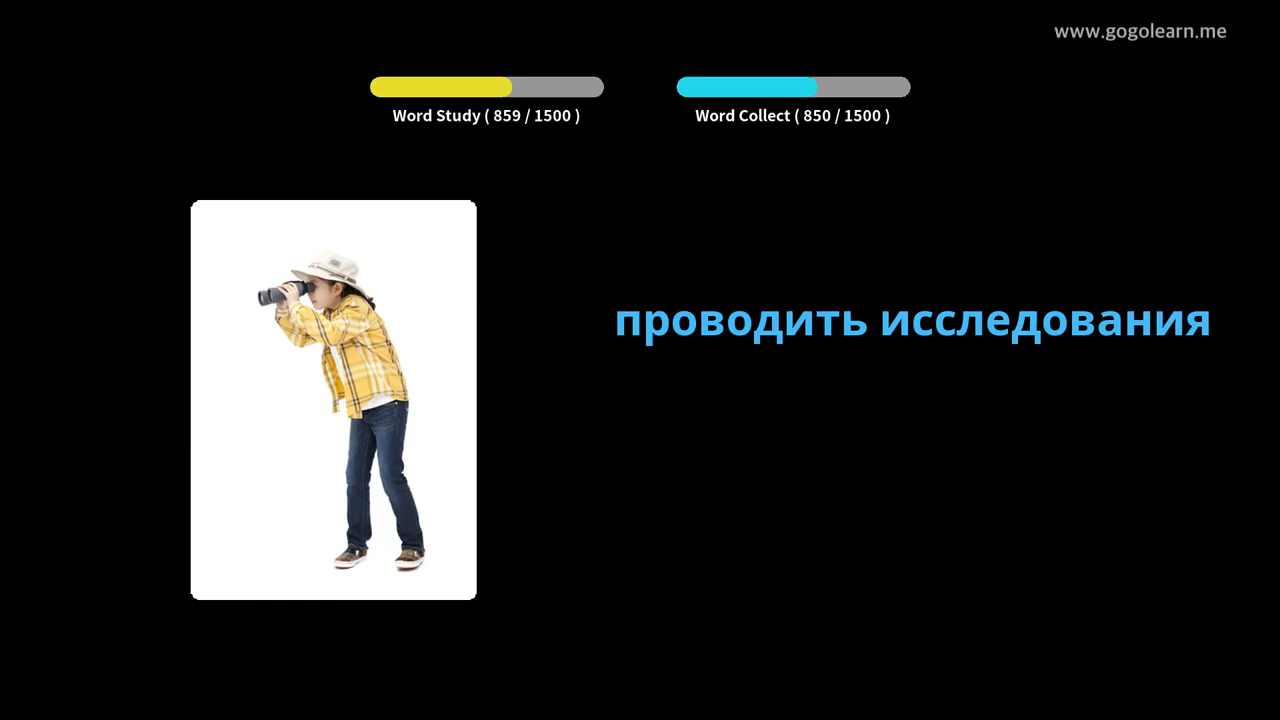 www.gogolearn.me
Word Study ( 859 / 1500 )
Word Collect ( 850 / 1500 )
проводить исследования